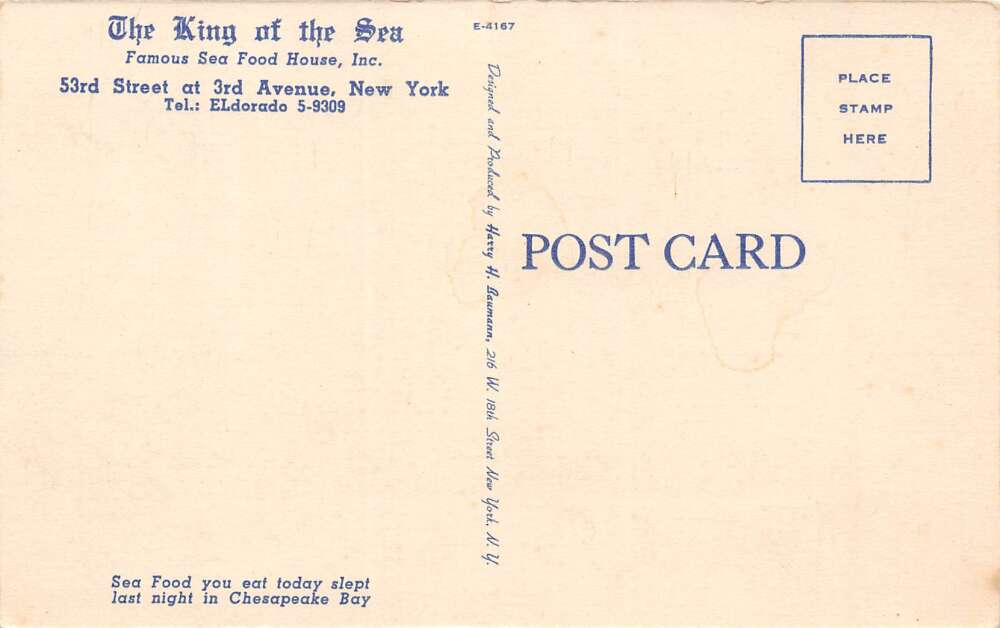 The King of the Sea
Famous Sea Food House, Inc.
53rd Street at 3rd Avenue, New York
Tel.: ELdorado 5-9309
Sea Food you eat today slept
last night in Chesapeake Bay
E-4167
Designed and Produced by Harry H. Baumann, 216 W. 18th Street New York, N. Y.
PLACE
STAMP
HERE
POST CARD